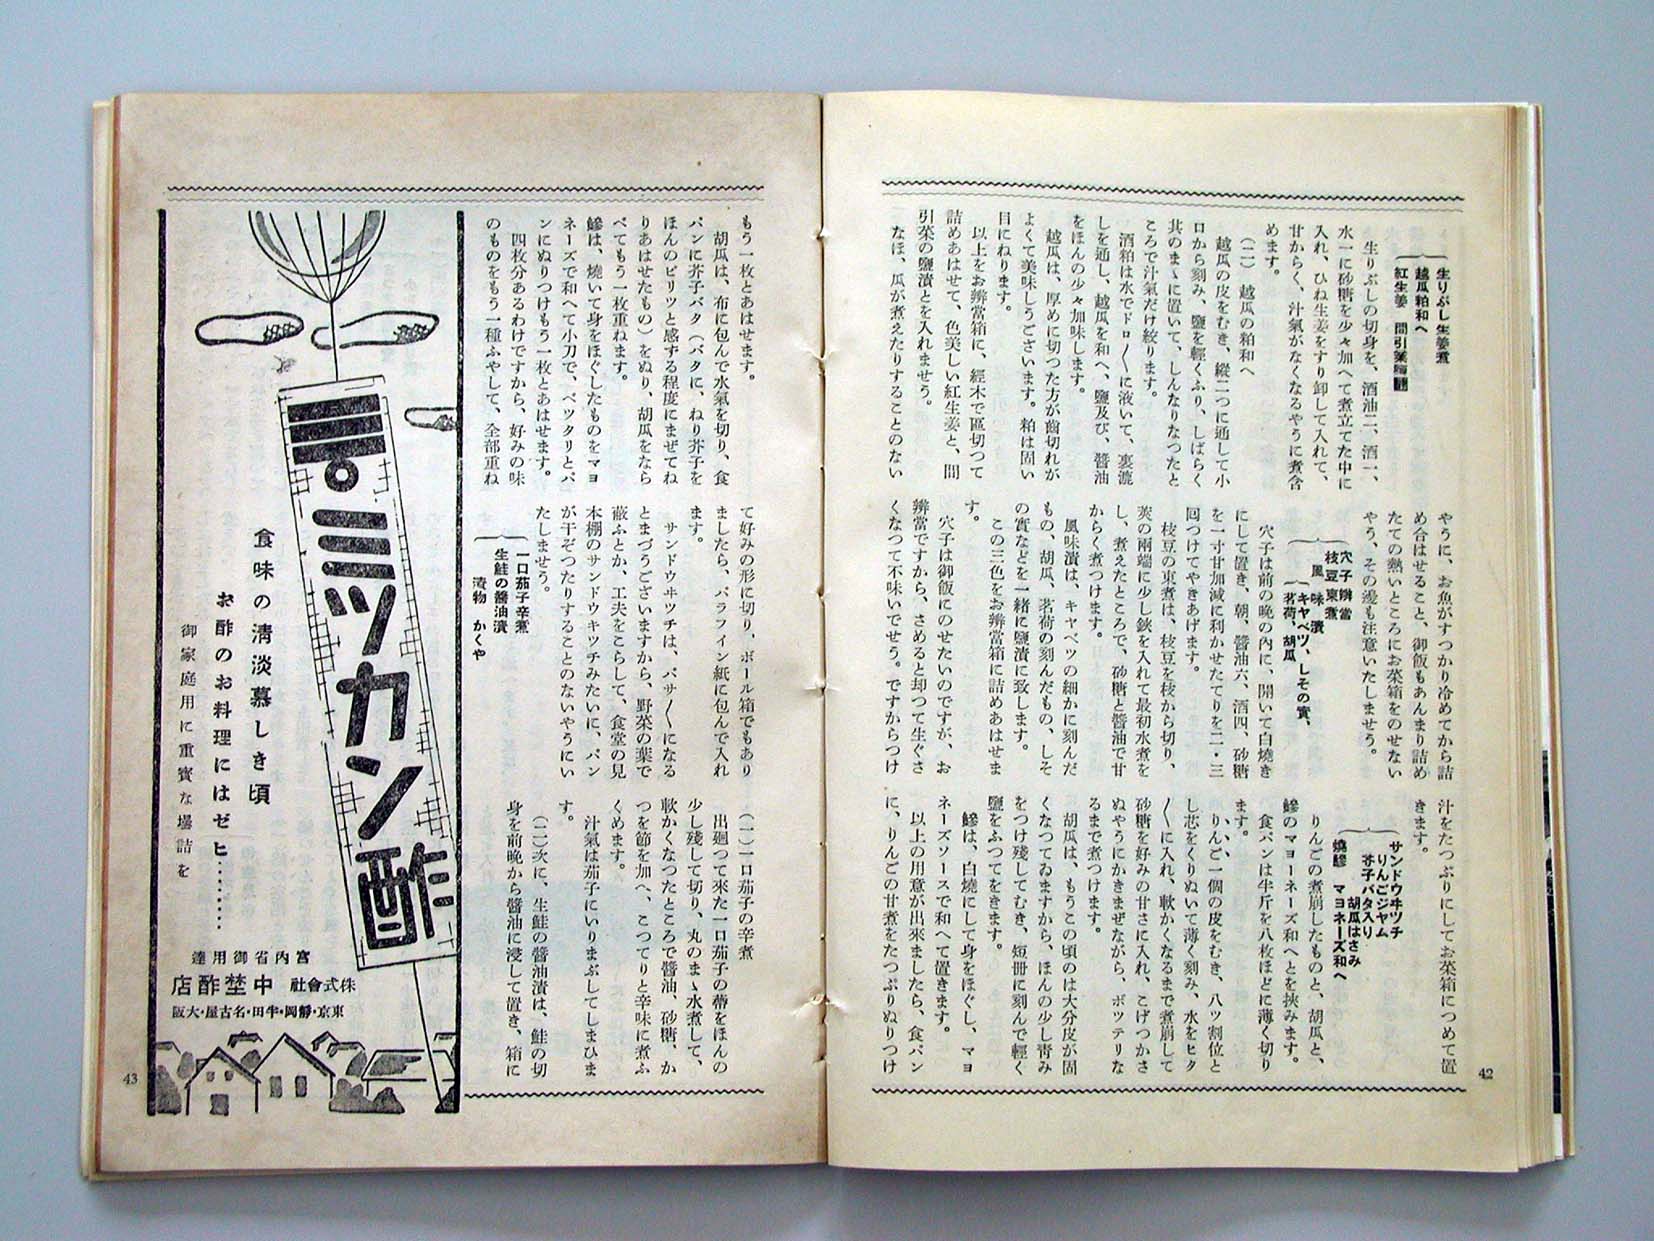 生りぶし生姜煮
越瓜粕和へ
紅生姜　間引菜
生りぶしの切身を、酒油二、酒一、
水一に砂糖を少々加へて煮立てた中に
入れ、ひね生姜をすり卸して入れて、
甘からく、汁氣がなくなるやうに煮含
めます。
（二）　越瓜の粕和へ
越瓜の皮をむき、縱二つに通して小
口から刻み、鹽を輕くふり、しばらく
其のまゝに置いて、しんなりなつたと
ころで汁氣だけ絞ります。
酒粕は水でドロ〳〵に液いて、裏漉
しを通し、越瓜を和へ、鹽及び、醬油
をほんの少々加味します。
越瓜は、厚めに切つた方が齒切れが
よくて美味しうございます。粕は固い
目にねります。
以上をお辨當箱に、經木で區切つて
詰めあはせて、色美しい紅生姜と、間
引菜の鹽漬とを入れませう。
なほ、瓜が煮えたりすることのない
やうに、お魚がすつかり冷めてから詰
め合はせること、御飯もあんまり詰め
たての熱いところにお菜箱をのせない
やう、その邊も注意いたしませう。
穴子辨當
枝豆東煮
風味漬
キヤベツ、しその實、
茗荷、胡瓜
穴子は前の晩の內に、開いて白燒き
にして置き、朝、醬油六、酒四、砂糖
を一寸甘加減に利かせたてりを二・三
回つけてやきあげます。
枝豆の東煮は、枝豆を枝から切り、
莢の兩端に少し鋏を入れて最初水煮を
し、煮えたところで、砂糖と醬油で甘
からく煮つけます。
風味漬は、キヤベツの細かに刻んだ
もの、胡瓜、茗荷の刻んだもの、しそ
の實などを一緒に鹽漬に致します。
この三色をお辨當箱に詰めあはせま
す。
穴子は御飯にのせたいのですが、お
辨當ですから、さめると却つて生ぐさ
くなつて不味いでせう。ですからつけ
汁をたつぷりにしてお菜箱につめて置
きます。
サンドウヰツチ
りんごジヤム
芥子バタ入り
胡瓜はさみ
燒鰺　マヨネーズ和へ
りんごの煮崩したものと、胡瓜と、
鰺のマヨーネーズ和へとを挾みます。
食パンは半斤を八枚ほどに薄く切り
ます。
りんご一個の皮をむき、八ツ割位と
し芯をくりぬいて薄く刻み、水をヒタ
〳〵に入れ、軟かくなるまで煮崩して
砂糖を好みの甘さに入れ、こげつかさ
ぬやうにかきまぜながら、ボツテリな
るまで煮つけます。
胡瓜は、もうこの頃のは大分皮が固
くなつてゐますから、ほんの少し靑み
をつけ殘してむき、短冊に刻んで輕く
鹽をふつてをきます。
鰺は、白燒にして身をほぐし、マヨ
ネーズソースで和へて置きます。
以上の用意が出來ましたら、食パン
に、りんごの甘煮をたつぷりぬりつけ
42
もう一枚とあはせます。
胡瓜は、布に包んで水氣を切り、食
パンに芥子バタ（バタに、ねり芥子を
ほんのピリツと感ずる程度にまぜてね
りあはせたもの）をぬり、胡瓜をなら
べてもう一枚重ねます。
鰺は、燒いて身をほぐしたものをマヨ
ネーズで和へて小刀で、ベツタリとパ
ンにぬりつけもう一枚とあはせます。
四枚分あるわけですから、好みの味
のものをもう一種ふやして、全部重ね
て好みの形に切り、ボール箱でもあり
ましたら、パラフイン紙に包んで入れ
ます。
サンドウヰツチは、パサ〳〵になる
とまづうございますから、野菜の葉で
蔽ふとか、工夫をこらして、食堂の見
本棚のサンドウキツチみたいに、パン
が干ぞつたりすることのないやうにい
たしませう。
一口茄子辛煮
生鮭の醬油漬
漬物　かくや
（一）一口茄子の辛煮
出廻つて來た一口茄子の蔕をほんの
少し殘して切り、丸のまゝ水煮して、
軟かくなつたところで醬油、砂糖、か
つを節を加へ、こつてりと辛味に煮ふ
くめます。
汁氣は茄子にいりまぶしてしまひま
す。
（二）次に、生鮭の醬油漬は、鮭の切
身を前晩から醬油に浸して置き、箱に
ミツカン酢
食味の淸淡慕しき頃
お酢のお料理にはゼヒ………
御家庭用に重寶な壜詰を
宮內省御用達
株式會社 中埜酢店
東京・靜岡・半田・名古屋・大阪
43